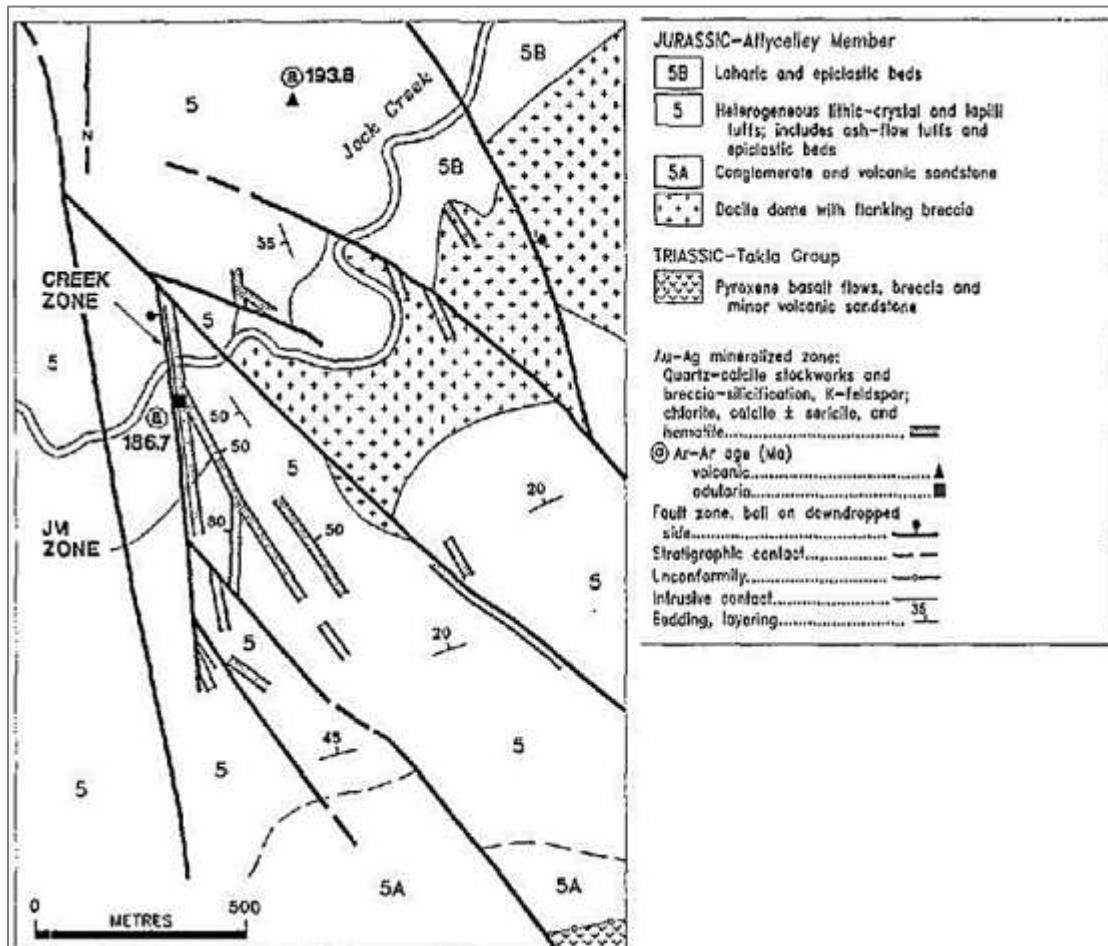 5
ⓐ 193.8
Jock Creek
5B
N
5B
35
CREEK
ZONE
5
5
50
ⓐ
186.7
50
5
JM
ZONE
80
50
20
5
20
5
45
5
5
5
5A
5A
0 500
METRES
JURASSIC-Attycelley Member
5B Laharic and epiclastic beds
5 Heterogeneous lithic-crystal and lapilli
tuffs; includes ash-flow tuffs and
epiclastic beds
5A Conglomerate and volcanic sandstone
Dacite dome with flanking breccia
TRIASSIC-Takla Group
Pyroxene basalt flows, breccia and
minor volcanic sandstone
Au-Ag mineralized zone:
Quartz-calcite stockworks and
breccia-silicification, K-feldspar;
chlorite, calcite ± sericite, and
hematite
ⓐ Ar-Ar age (Ma)
volcanic
adularia
Fault zone, ball on downdropped
side
Stratigraphic contact
Unconformity
Intrusive contact
Bedding, layering 35